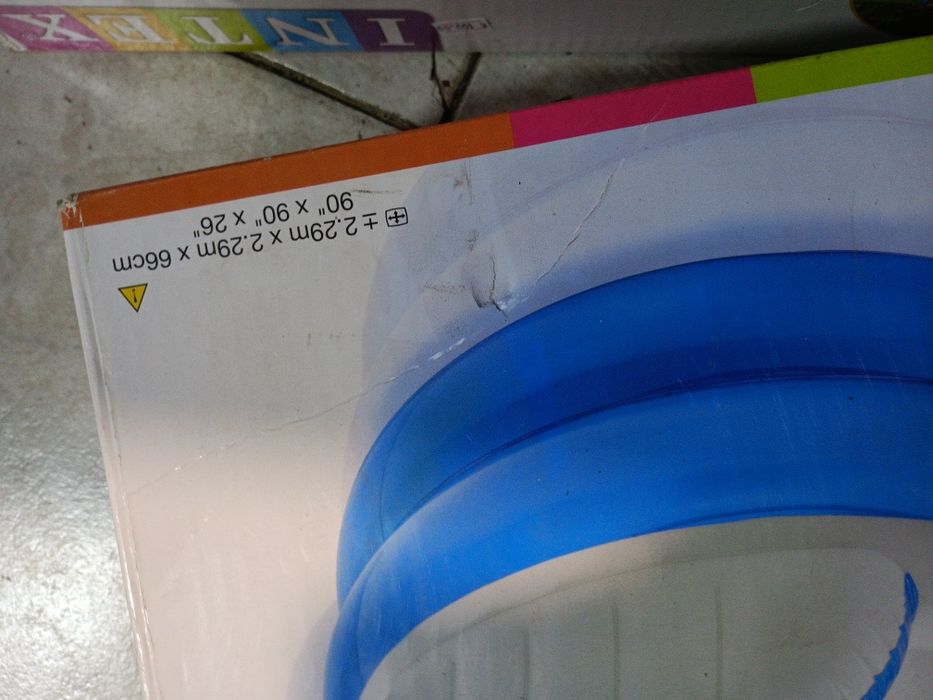 INTEX
± 2.29m x 2.29m x 66cm
90" x 90" x 26"